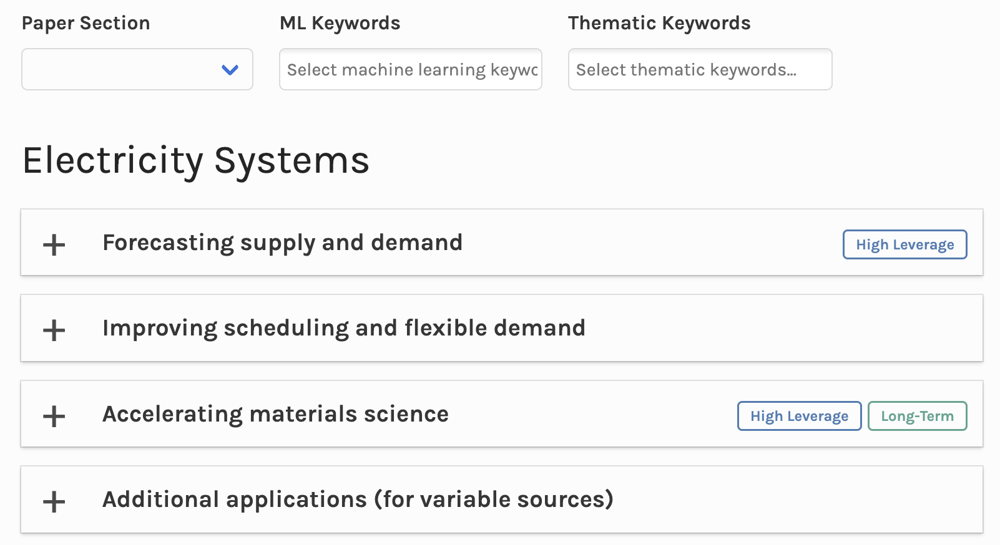 Paper Section
ML Keywords
Thematic Keywords
Select machine learning keywo
Select thematic keywords...
Electricity Systems
Forecasting supply and demand
High Leverage
Improving scheduling and flexible demand
Accelerating materials science
High Leverage
Long-Term
Additional applications (for variable sources)